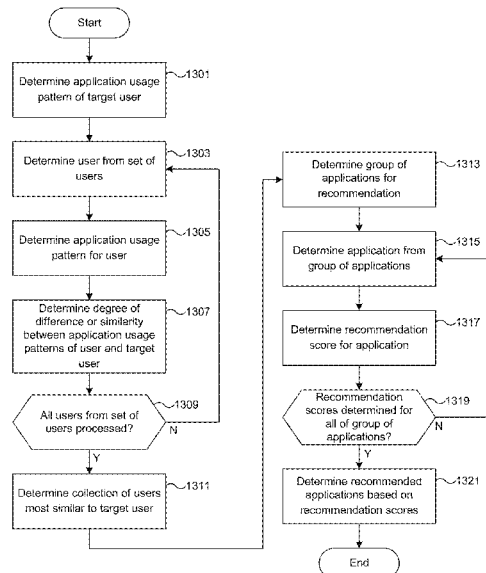 Start
Determine application usage
pattern of target user
1301
Determine user from set of
users
1303
Determine application usage
pattern for user
1305
Determine degree of
difference or similarity
between application usage
patterns of user and target
user
1307
All users from set of
users processed?
1309
N
Y
Determine collection of users
most similar to target user
1311
Determine group of
applications for
recommendation
1313
Determine application from
group of applications
1315
Determine recommendation
score for application
1317
Recommendation
scores determined for
all of group of
applications?
1319
N
Y
Determine recommended
applications based on
recommendation scores
1321
End